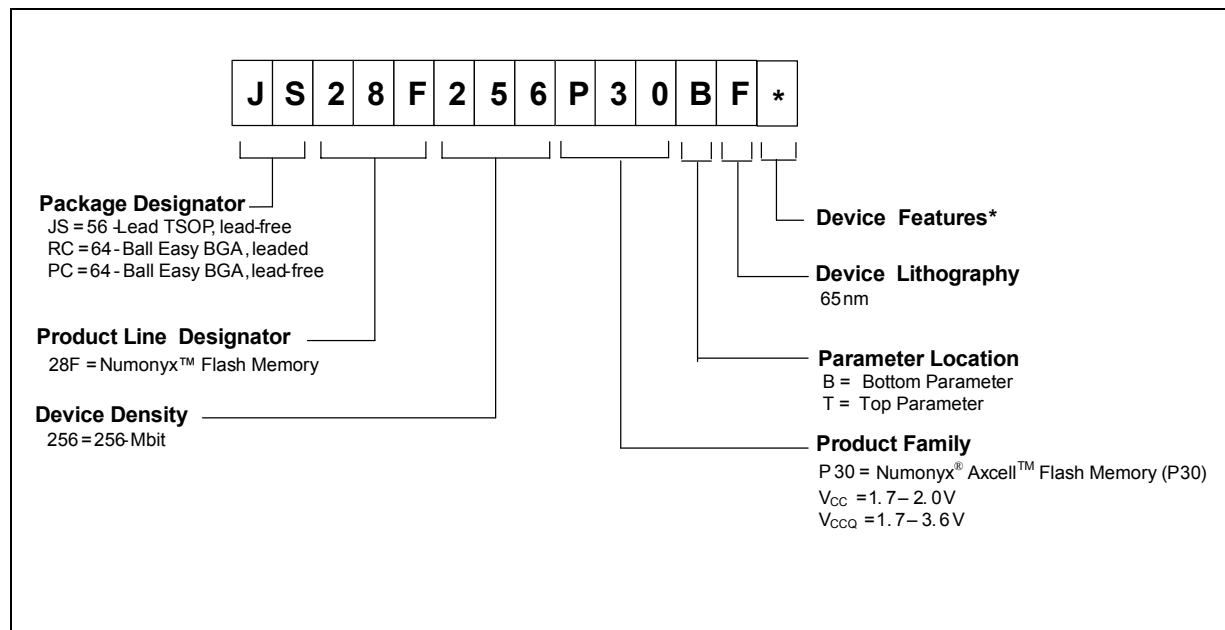 J S 2 8 F 2 5 6 P 3 0 B F *
Package Designator
JS = 56 -Lead TSOP, lead-free
RC = 64 - Ball Easy BGA, leaded
PC = 64 - Ball Easy BGA, lead-free
Product Line Designator
28F = Numonyx™ Flash Memory
Device Density
256 = 256-Mbit
Device Features*
Device Lithography
65nm
Parameter Location
B = Bottom Parameter
T = Top Parameter
Product Family
P30 = Numonyx® Axcell™ Flash Memory (P30)
VCC = 1.7 – 2.0V
VCCQ = 1.7 – 3.6V